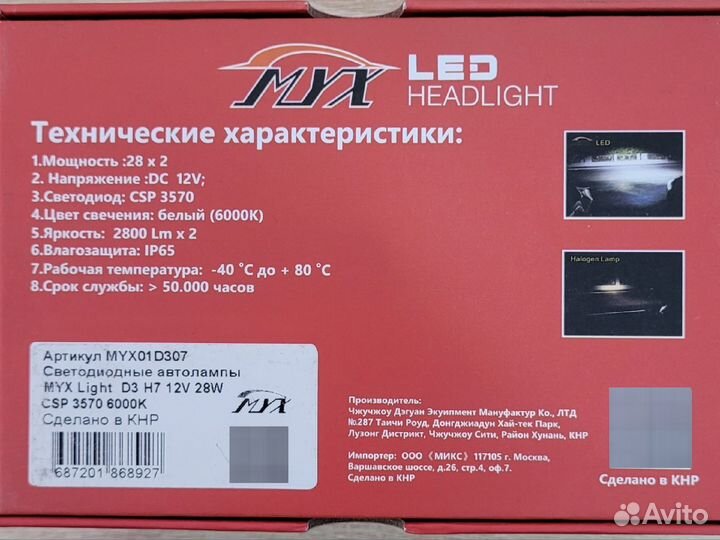 MYX
LED
HEADLIGHT
Технические характеристики:
1.Мощность :28 x 2
2. Напряжение :DC 12V;
3.Светодиод: CSP 3570
4.Цвет свечения: белый (6000K)
5.Яркость: 2800 Lm x 2
6.Влагозащита: IP65
7.Рабочая температура: -40 °C до + 80 °C
8.Срок службы: > 50.000 часов
LED
Halogen Lamp
Артикул MYX01D307
Светодиодные автолампы
MYX Light D3 H7 12V 28W
CSP 3570 6000K
Сделано в КНР
MYX
687201 868927
Производитель:
Чжучжоу Дэгуан Экуипмент Мануфактур Ко., ЛТД
№.287 Таичи Роуд, Донгджиадун Хай-тек Парк,
Лузонг Дистрикт, Чжучжоу Сити, Район Хунань, КНР
Импортер: ООО «МИКС» 117105 г. Москва,
Варшавское шоссе, д.26, стр.4, оф.7.
Сделано в КНР
Сделано в КНР
Avito